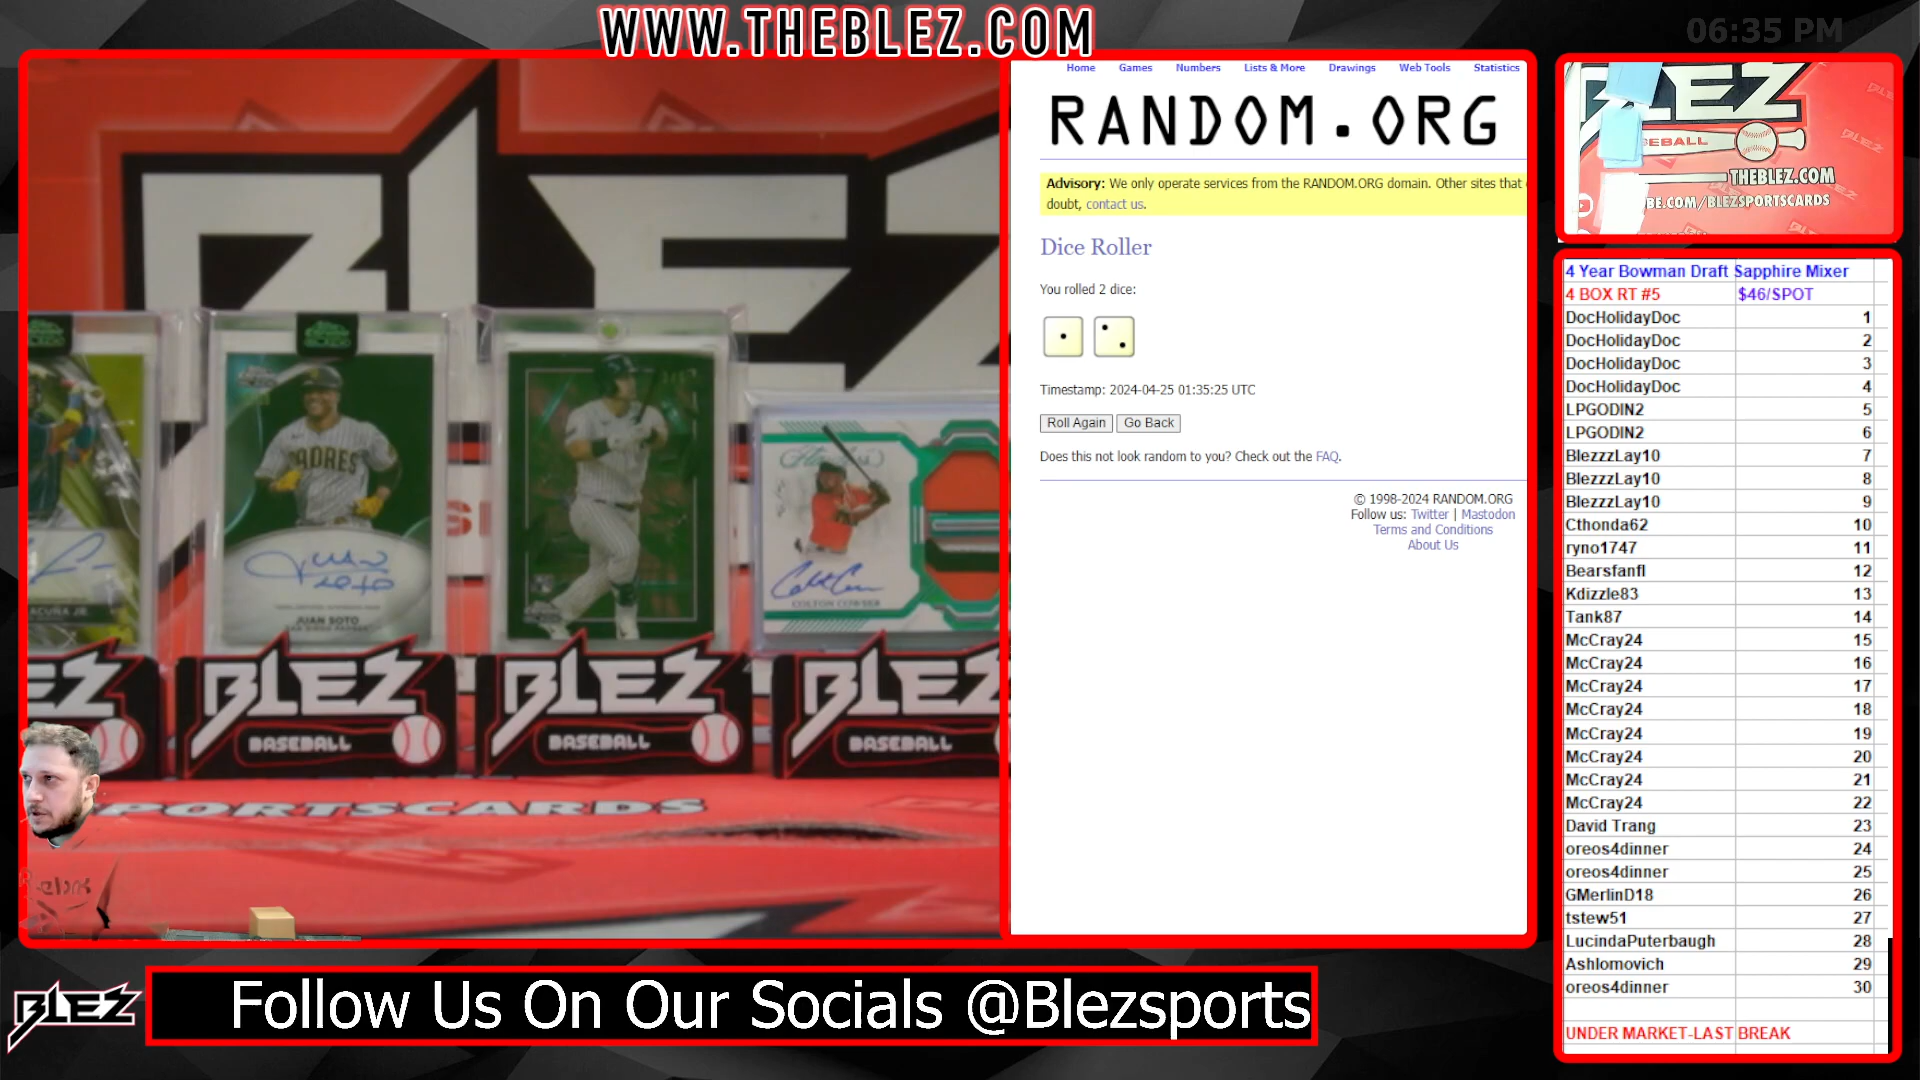 WWW.THEBLEZ.COM
06:35 PM
BLEZ
PADRES
JUAN SOTO
ACUÑA JR.
COLTON COWSER
BLEZ
BASEBALL
BLEZ
BASEBALL
BLEZ
BASEBALL
SPORTSCARDS
Home Games Numbers Lists & More Drawings Web Tools Statistics
RANDOM.ORG
Advisory: We only operate services from the RANDOM.ORG domain. Other sites that
doubt, contact us.
Dice Roller
You rolled 2 dice:
Timestamp: 2024-04-25 01:35:25 UTC
Roll Again Go Back
Does this not look random to you? Check out the FAQ.
© 1998-2024 RANDOM.ORG
Follow us: Twitter | Mastodon
Terms and Conditions
About Us
BLEZ
EBALL
THEBLEZ.COM
BE.COM/BLEZSPORTSCARDS
4 Year Bowman Draft Sapphire Mixer
4 BOX RT #5 $46/SPOT
DocHolidayDoc 1
DocHolidayDoc 2
DocHolidayDoc 3
DocHolidayDoc 4
LPGODIN2 5
LPGODIN2 6
BlezzzLay10 7
BlezzzLay10 8
BlezzzLay10 9
Cthonda62 10
ryno1747 11
Bearsfanfl 12
Kdizzle83 13
Tank87 14
McCray24 15
McCray24 16
McCray24 17
McCray24 18
McCray24 19
McCray24 20
McCray24 21
McCray24 22
David Trang 23
oreos4dinner 24
oreos4dinner 25
GMerlinD18 26
tstew51 27
LucindaPuterbaugh 28
Ashlomovich 29
oreos4dinner 30
UNDER MARKET-LAST BREAK
BLEZ
Follow Us On Our Socials @Blezsports